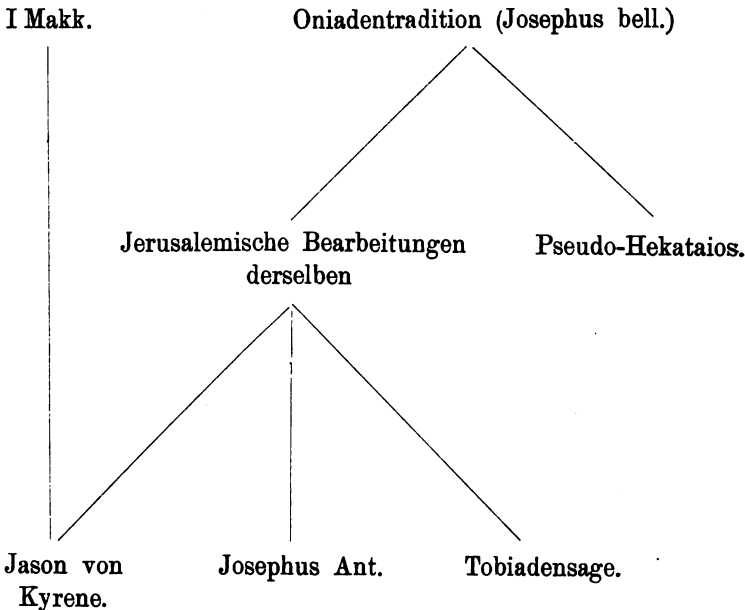 I Makk.
Oniadentradition (Josephus bell.)
Jerusalemische Bearbeitungen
derselben
Pseudo-Hekataios.
Jason von
Kyrene.
Josephus Ant.
Tobiadensage.